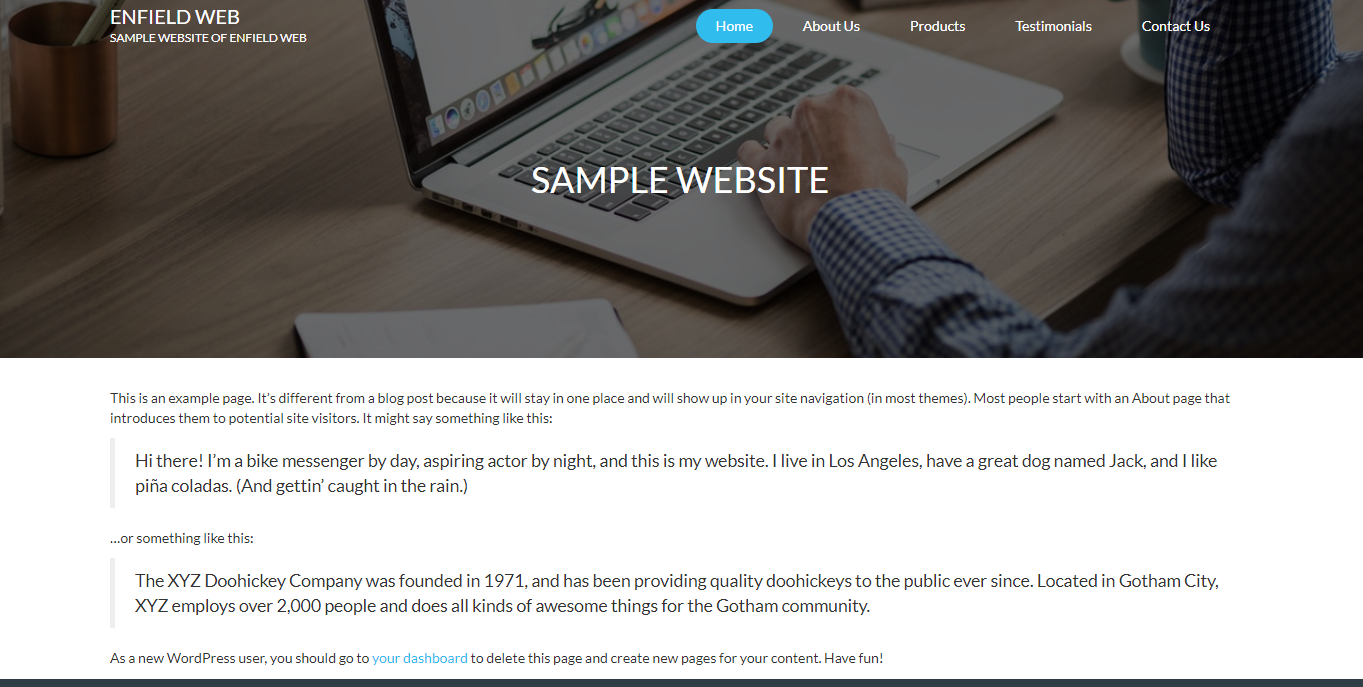 ENFIELD WEB
SAMPLE WEBSITE OF ENFIELD WEB
Home
About Us
Products
Testimonials
Contact Us
SAMPLE WEBSITE
This is an example page. It’s different from a blog post because it will stay in one place and will show up in your site navigation (in most themes). Most people start with an About page that
introduces them to potential site visitors. It might say something like this:
Hi there! I’m a bike messenger by day, aspiring actor by night, and this is my website. I live in Los Angeles, have a great dog named Jack, and I like
piña coladas. (And gettin’ caught in the rain.)
…or something like this:
The XYZ Doohickey Company was founded in 1971, and has been providing quality doohickeys to the public ever since. Located in Gotham City,
XYZ employs over 2,000 people and does all kinds of awesome things for the Gotham community.
As a new WordPress user, you should go to your dashboard to delete this page and create new pages for your content. Have fun!